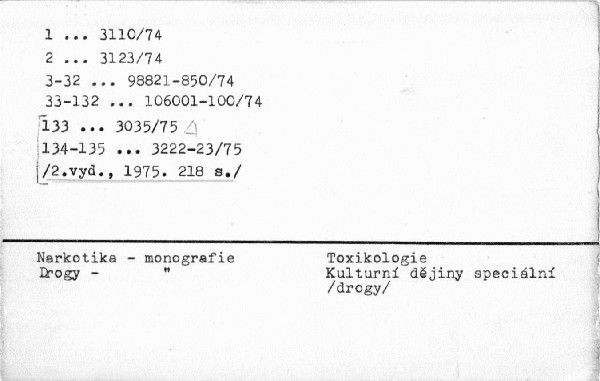 1 ... 3110/74
2 ... 3123/74
3-32 ... 98821-850/74
33-132 ... 106001-100/74
133 ... 3035/75
134-135 ... 3222-23/75
/2.vyd., 1975. 218 s./
Narkotika - monografie
Drogy - "
Toxikologie
Kulturní dějiny speciální
/drogy/